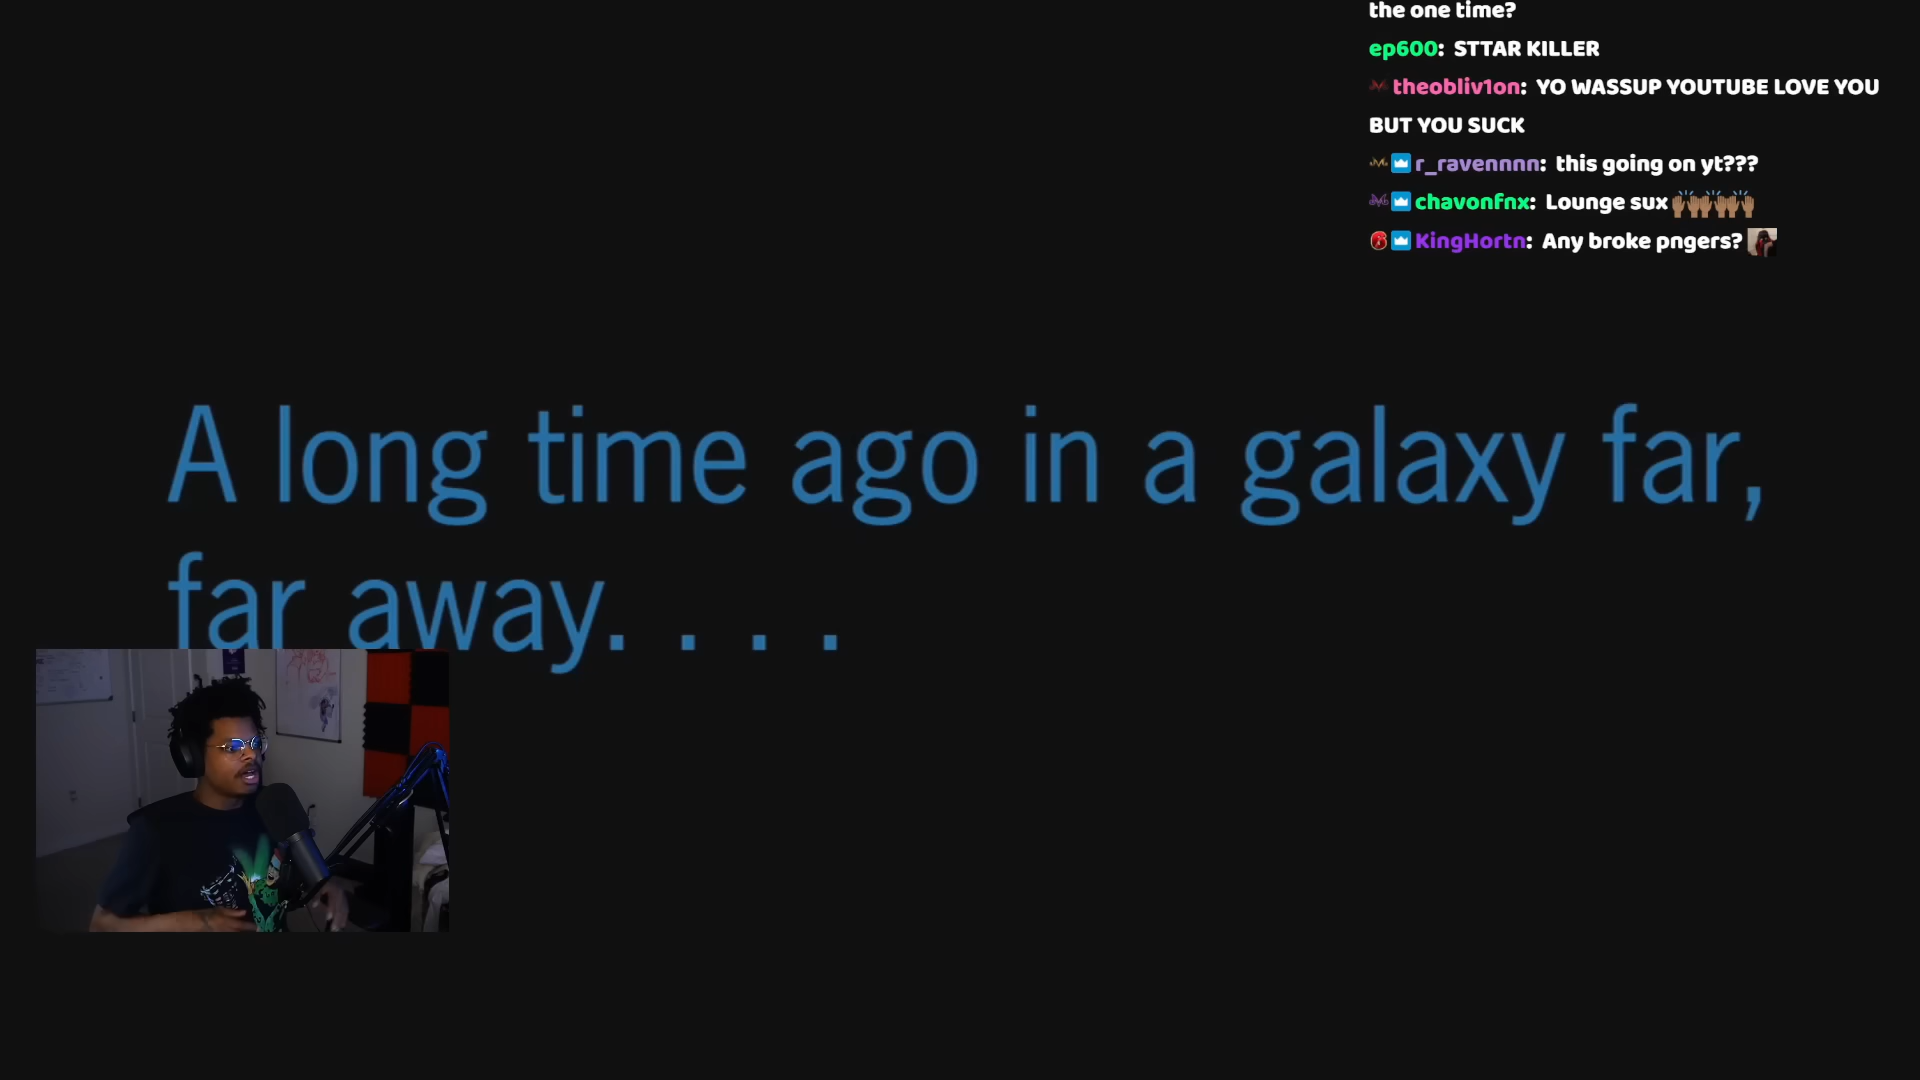 the one time?
ep600: STTAR KILLER
theobliv1on: YO WASSUP YOUTUBE LOVE YOU
BUT YOU SUCK
r_ravennnn: this going on yt???
chavonfnx: Lounge sux 🙌🏽🙌🏽🙌🏽
KingHortn: Any broke pngers?
A long time ago in a galaxy far,
far away. . . .